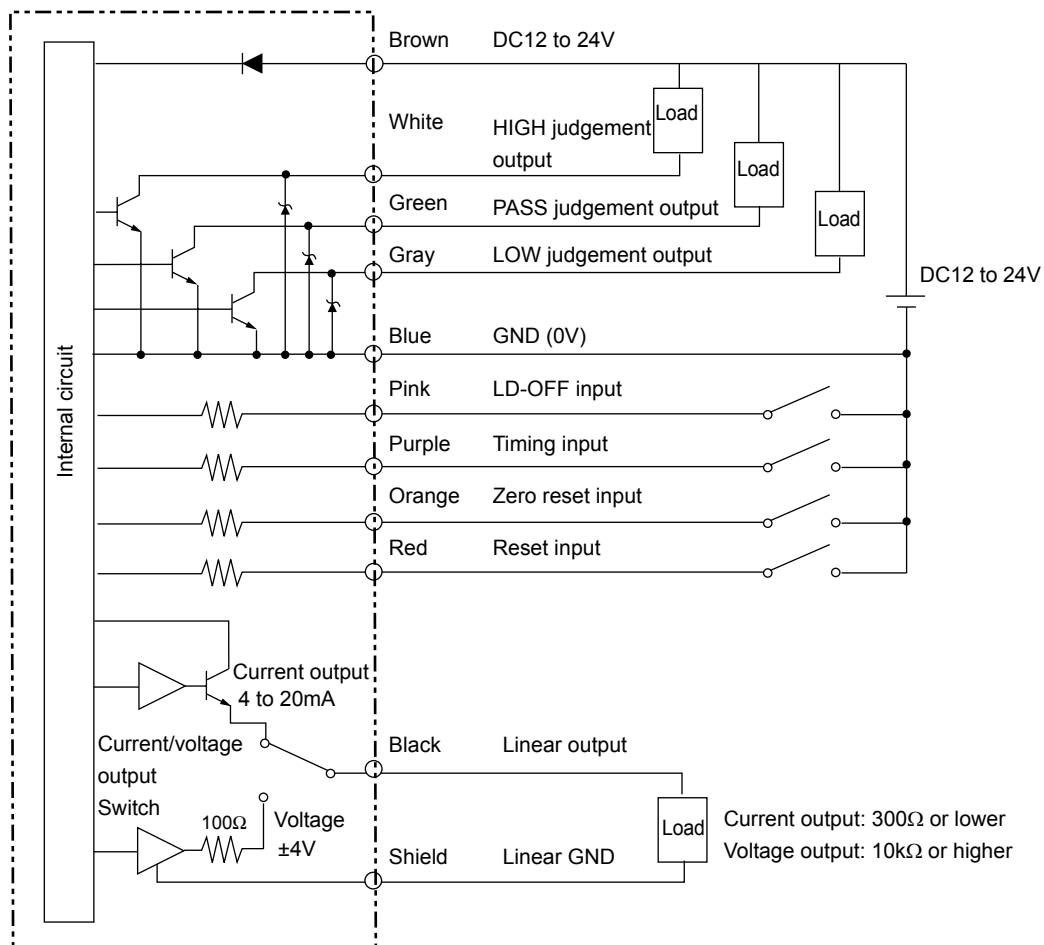 Brown DC12 to 24V
White HIGH judgement
output
Load
Load
Load
Green PASS judgement output
Gray LOW judgement output
DC12 to 24V
Blue GND (0V)
Internal circuit
Pink LD-OFF input
Purple Timing input
Orange Zero reset input
Red Reset input
Current output
4 to 20mA
Current/voltage
output
Switch
Black Linear output
100Ω
Voltage
±4V
Load
Current output: 300Ω or lower
Voltage output: 10kΩ or higher
Shield Linear GND